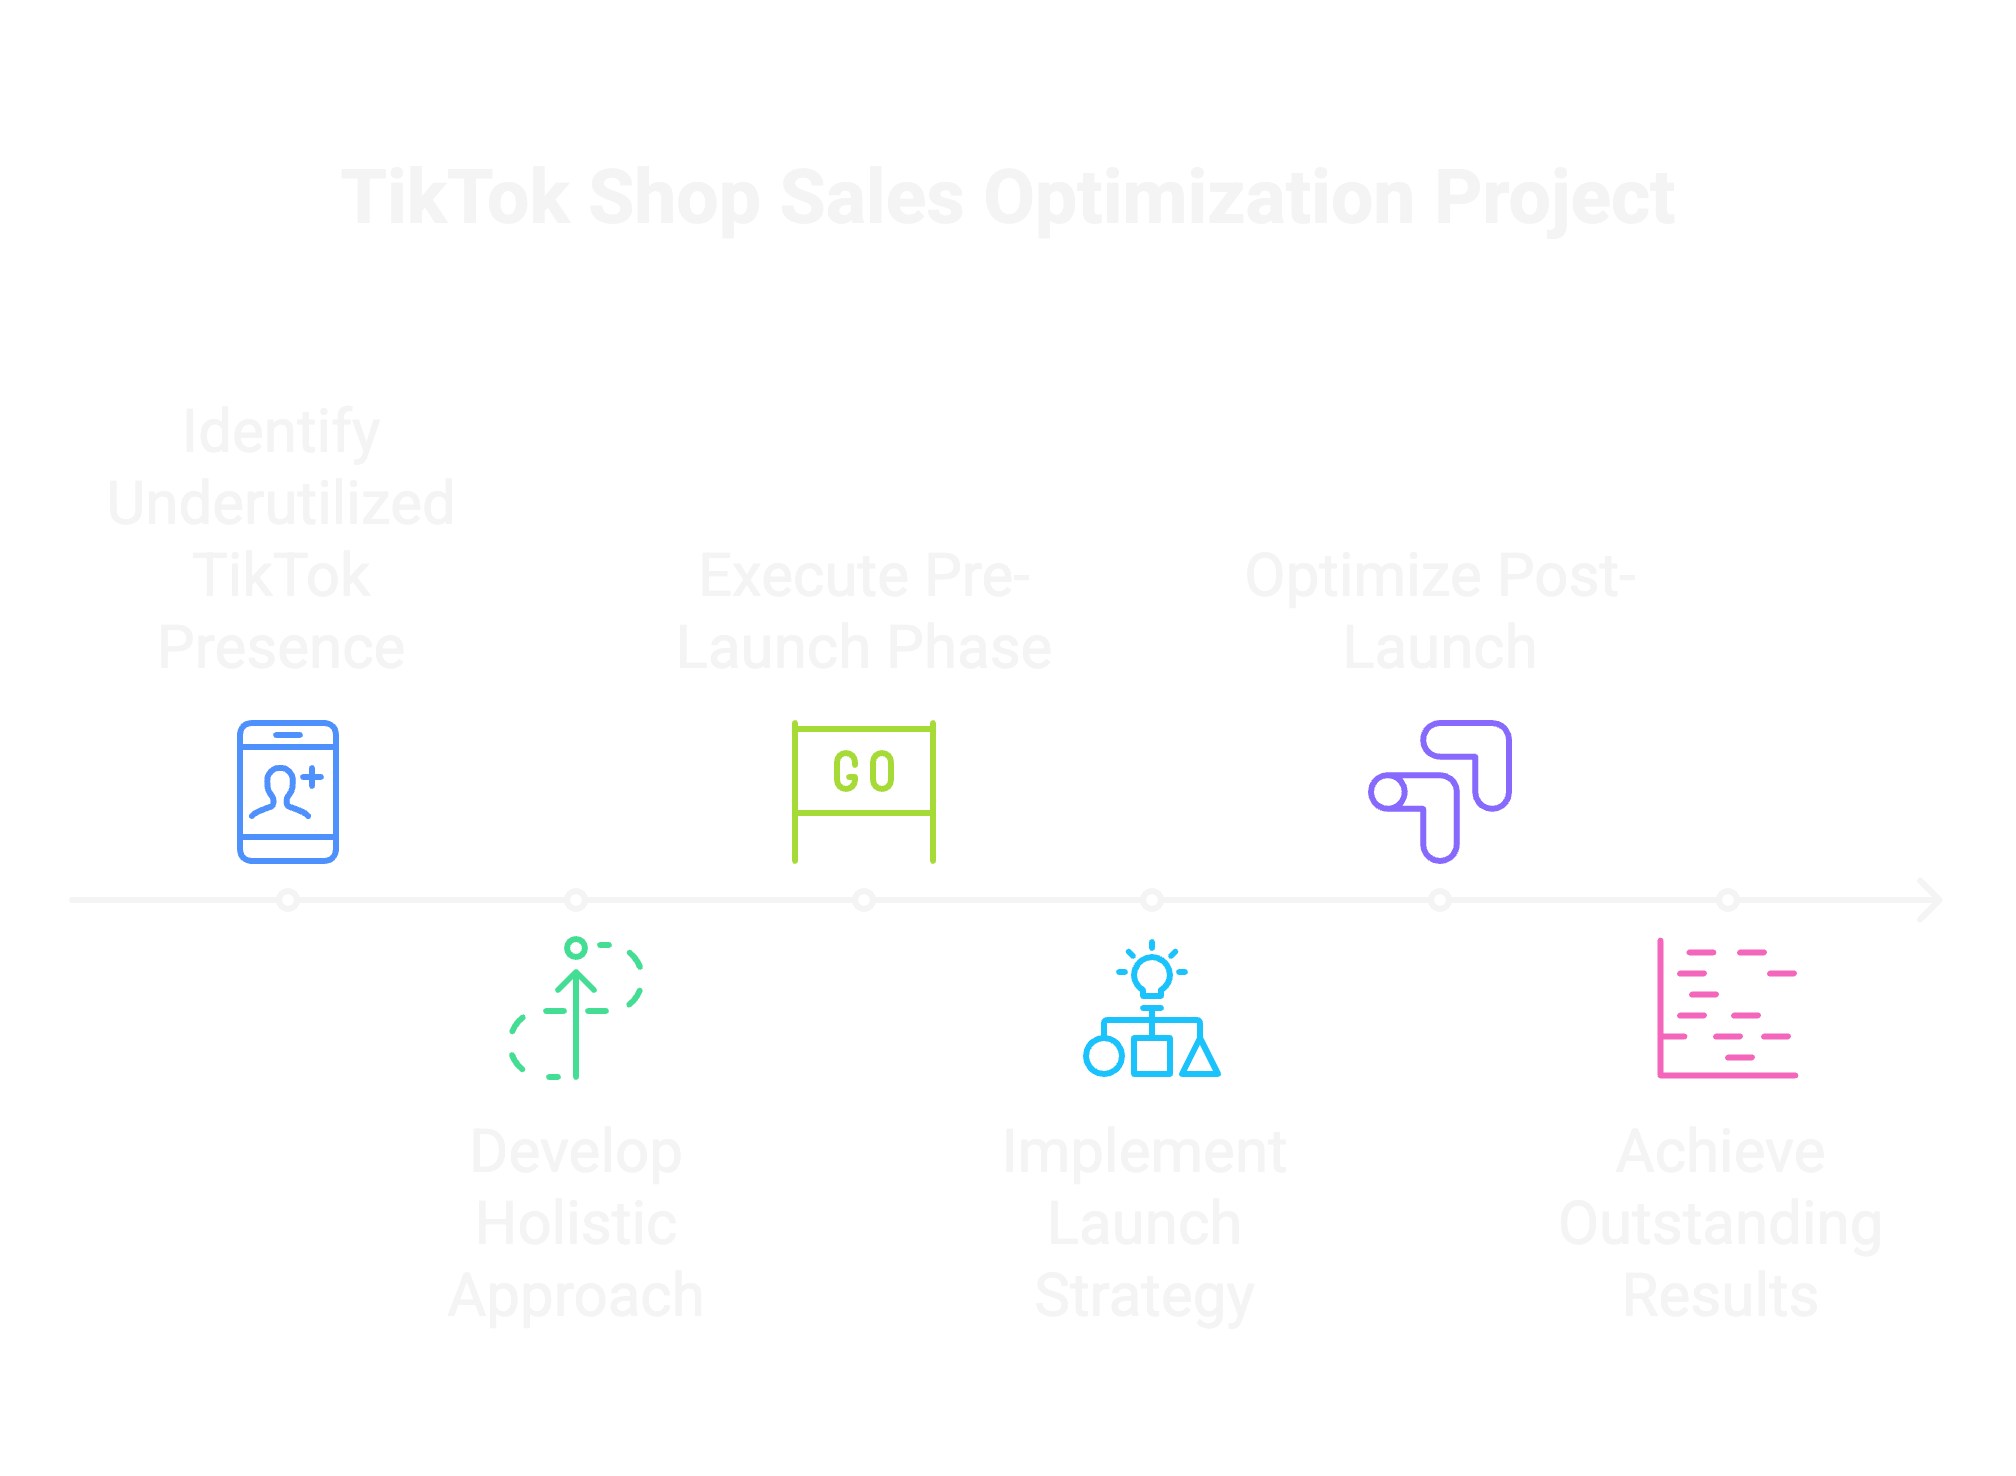 TikTok Shop Sales Optimization Project
Identify
Underutilized
TikTok
Presence
Develop
Holistic
Approach
Execute Pre-
Launch Phase
GO
Implement
Launch
Strategy
Optimize Post-
Launch
Achieve
Outstanding
Results